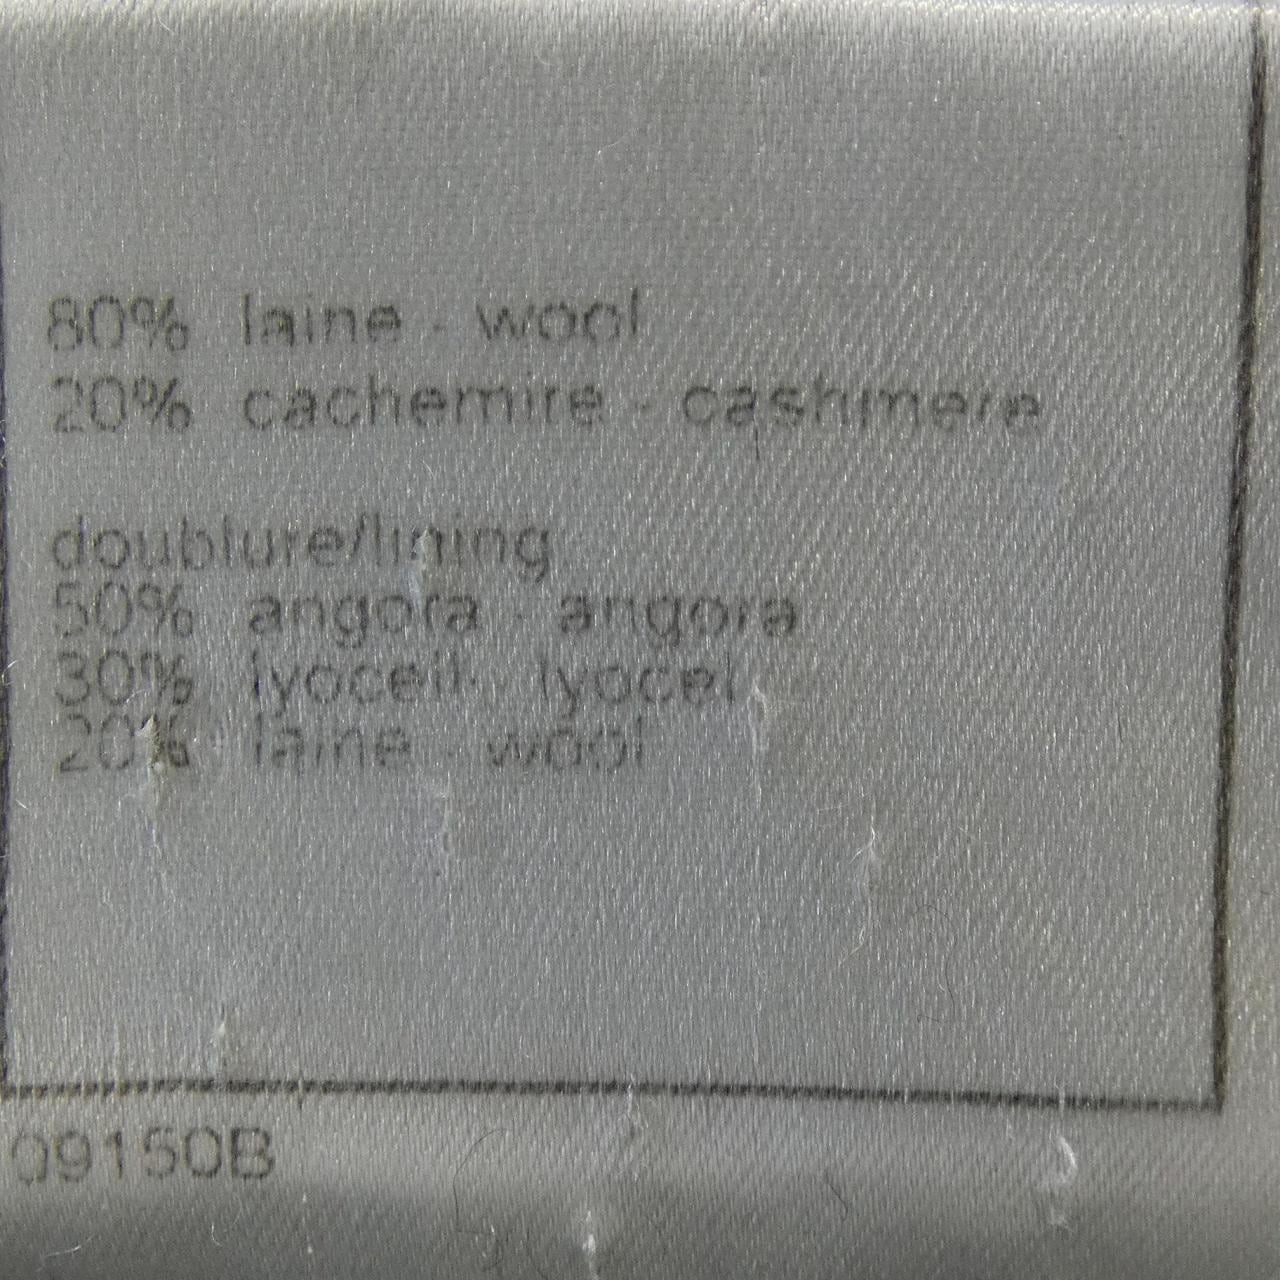 80% laine - wool
20% cachemire - cashmere
doublure/lining
50% angora - angora
30% lyocell - lyocel
20% laine - wool
09150B